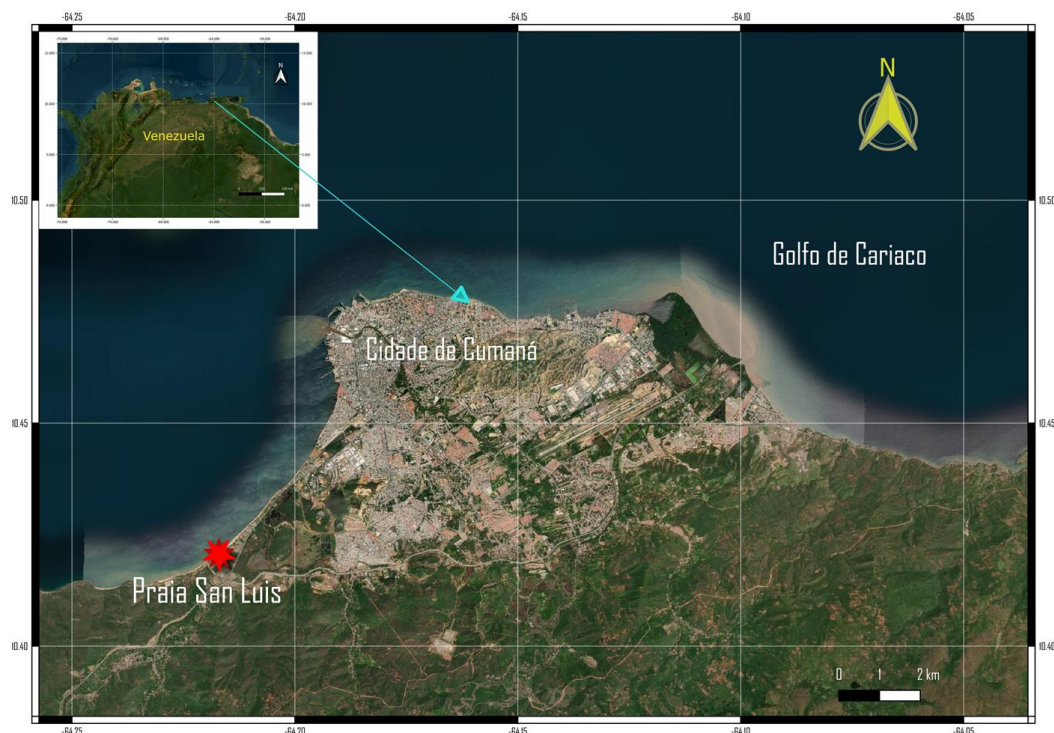 -64.25 -64.20 -64.15 -64.10 -64.05
N
Venezuela
N
10.50 10.50
Golfo de Cariaco
Cidade de Cumaná
10.45 10.45
Praia San Luis
10.40 10.40
0 1 2 km
-64.25 -64.20 -64.15 -64.10 -64.05